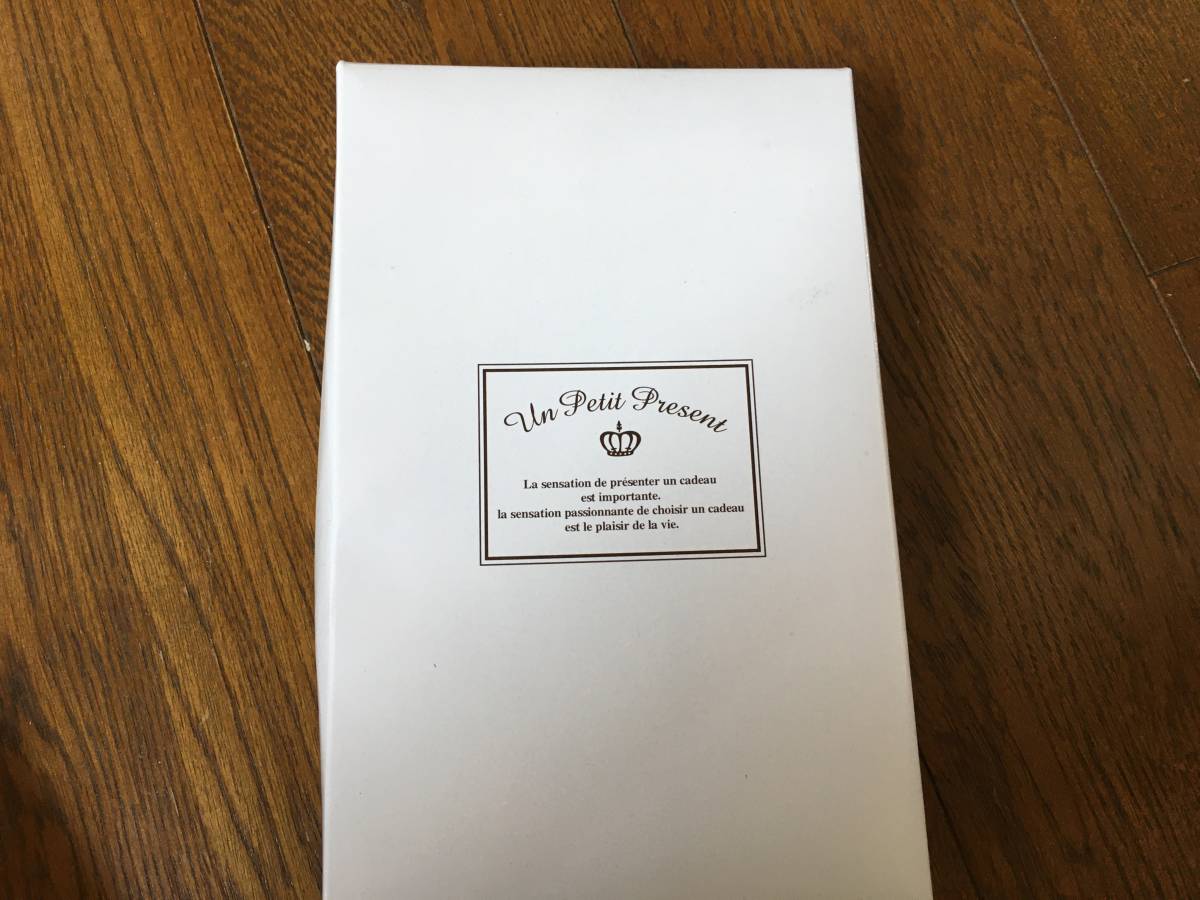 Un Petit Present
La sensation de présenter un cadeau
est importante.
la sensation passionnante de choisir un cadeau
est le plaisir de la vie.